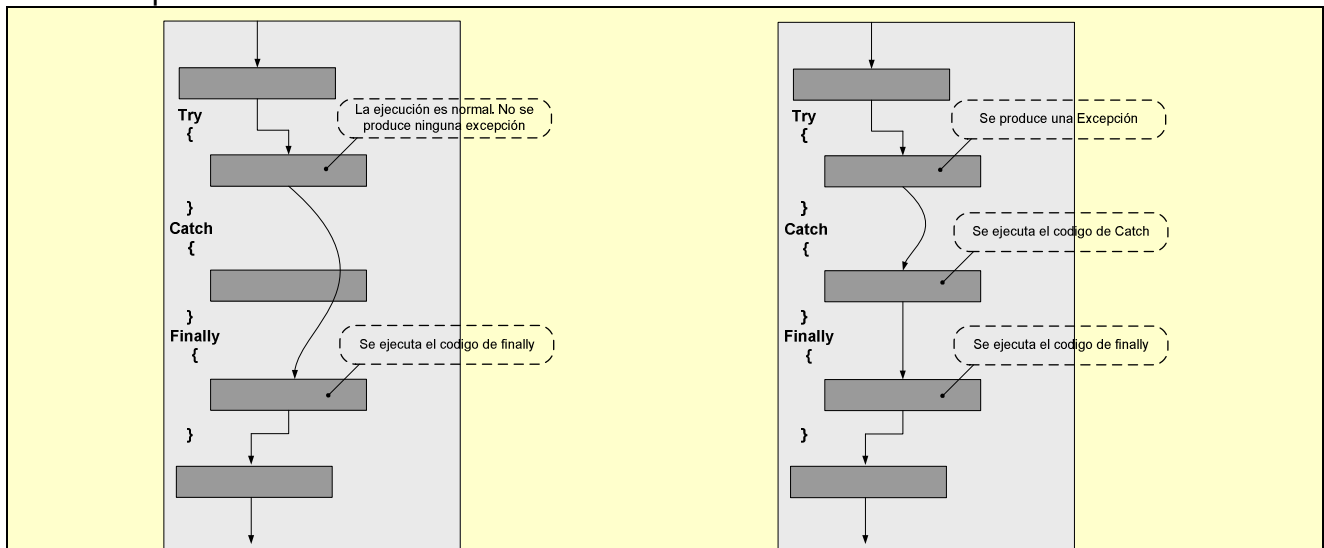 Try
{
La ejecución es normal. No se
produce ninguna excepción
}
Catch
{
}
Finally
{
Se ejecuta el codigo de finally
}
Try
{
Se produce una Excepción
}
Catch
{
Se ejecuta el codigo de Catch
}
Finally
{
Se ejecuta el codigo de finally
}